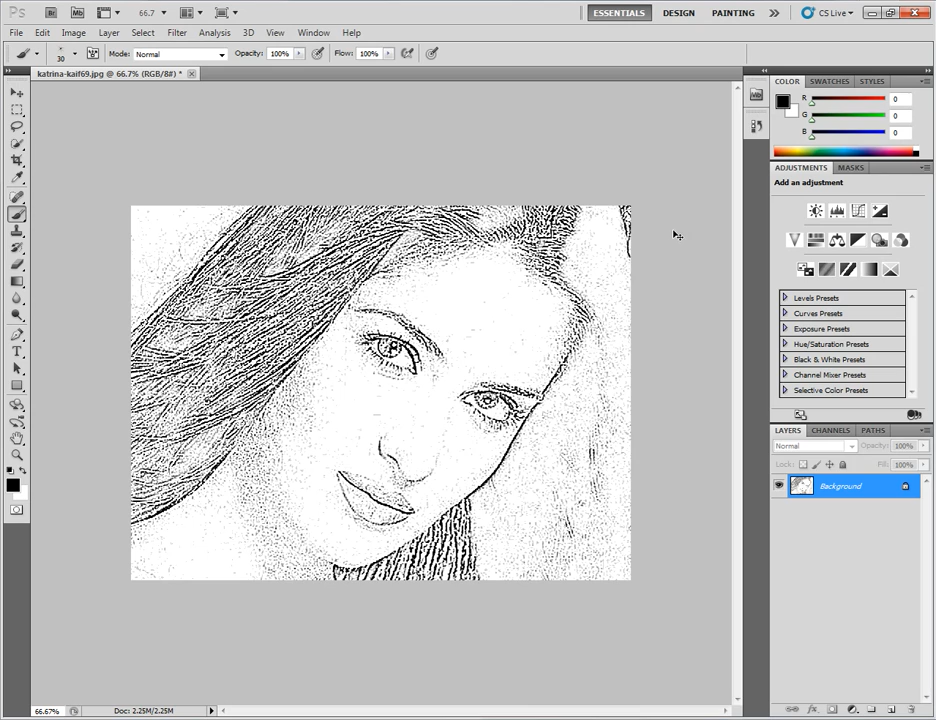 Ps Br Mb 66.7 ESSENTIALS DESIGN PAINTING CS Live
File Edit Image Layer Select Filter Analysis 3D View Window Help
30 Mode: Normal Opacity: 100% Flow: 100%
katrina-kaif69.jpg @ 66.7% (RGB/8#) *
COLOR SWATCHES STYLES
Mb
R 0
G 0
B 0
ADJUSTMENTS MASKS
Add an adjustment
Levels Presets
Curves Presets
Exposure Presets
Hue/Saturation Presets
Black & White Presets
Channel Mixer Presets
Selective Color Presets
LAYERS CHANNELS PATHS
Normal Opacity: 100%
Lock: Fill: 100%
Background
T
66.67% Doc: 2.25M/2.25M